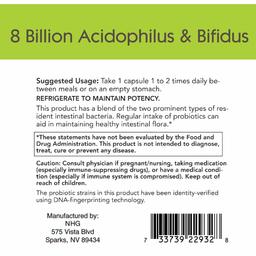 8 Billion Acidophilus & Bifidus
Suggested Usage: Take 1 capsule 1 to 2 times daily be-
tween meals or on an empty stomach.
REFRIGERATE TO MAINTAIN POTENCY.
This product has a blend of the two prominent types of res-
ident intestinal bacteria. Regular intake of probiotics can
aid in maintaining healthy intestinal flora.*
*These statements have not been evaluated by the Food and
Drug Administration. This product is not intended to diagnose,
treat, cure or prevent any disease.
Caution: Consult physician if pregnant/nursing, taking medication
(especially immune-suppressing drugs), or have a medical condi-
tion (especially if immune system is compromised). Keep out of
reach of children.
The probiotic strains in this product have been identity-verified
using DNA-fingerprinting technology.
Manufactured by:
NHG
575 Vista Blvd
Sparks, NV 89434
7 33739 22932 8